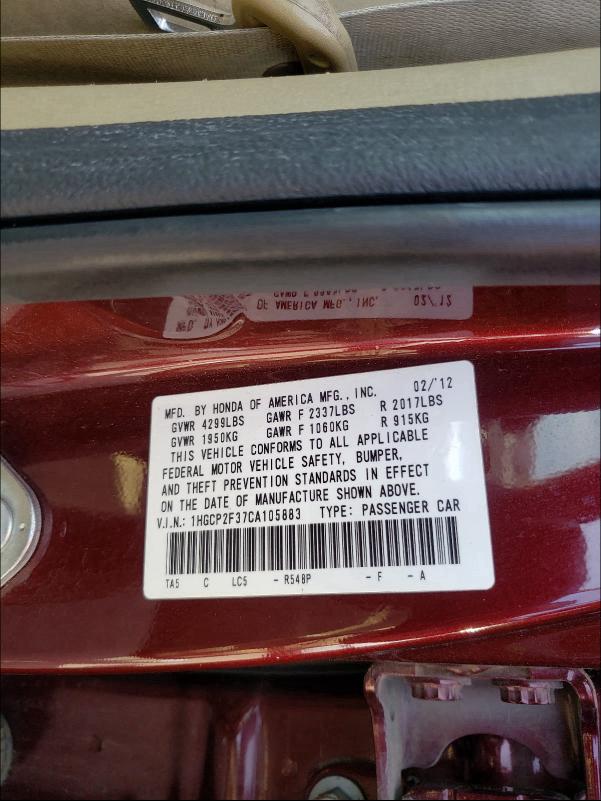 MFD. BY HONDA OF AMERICA MFG., INC. 02/'12
GVWR 4299LBS GAWR F 2337LBS R 2017LBS
GVWR 1950KG GAWR F 1060KG R 915KG
THIS VEHICLE CONFORMS TO ALL APPLICABLE
FEDERAL MOTOR VEHICLE SAFETY, BUMPER,
AND THEFT PREVENTION STANDARDS IN EFFECT
ON THE DATE OF MANUFACTURE SHOWN ABOVE.
V.I.N.: 1HGCP2F37CA105883 TYPE: PASSENGER CAR
TA5 C LC5 - R548P - F - A